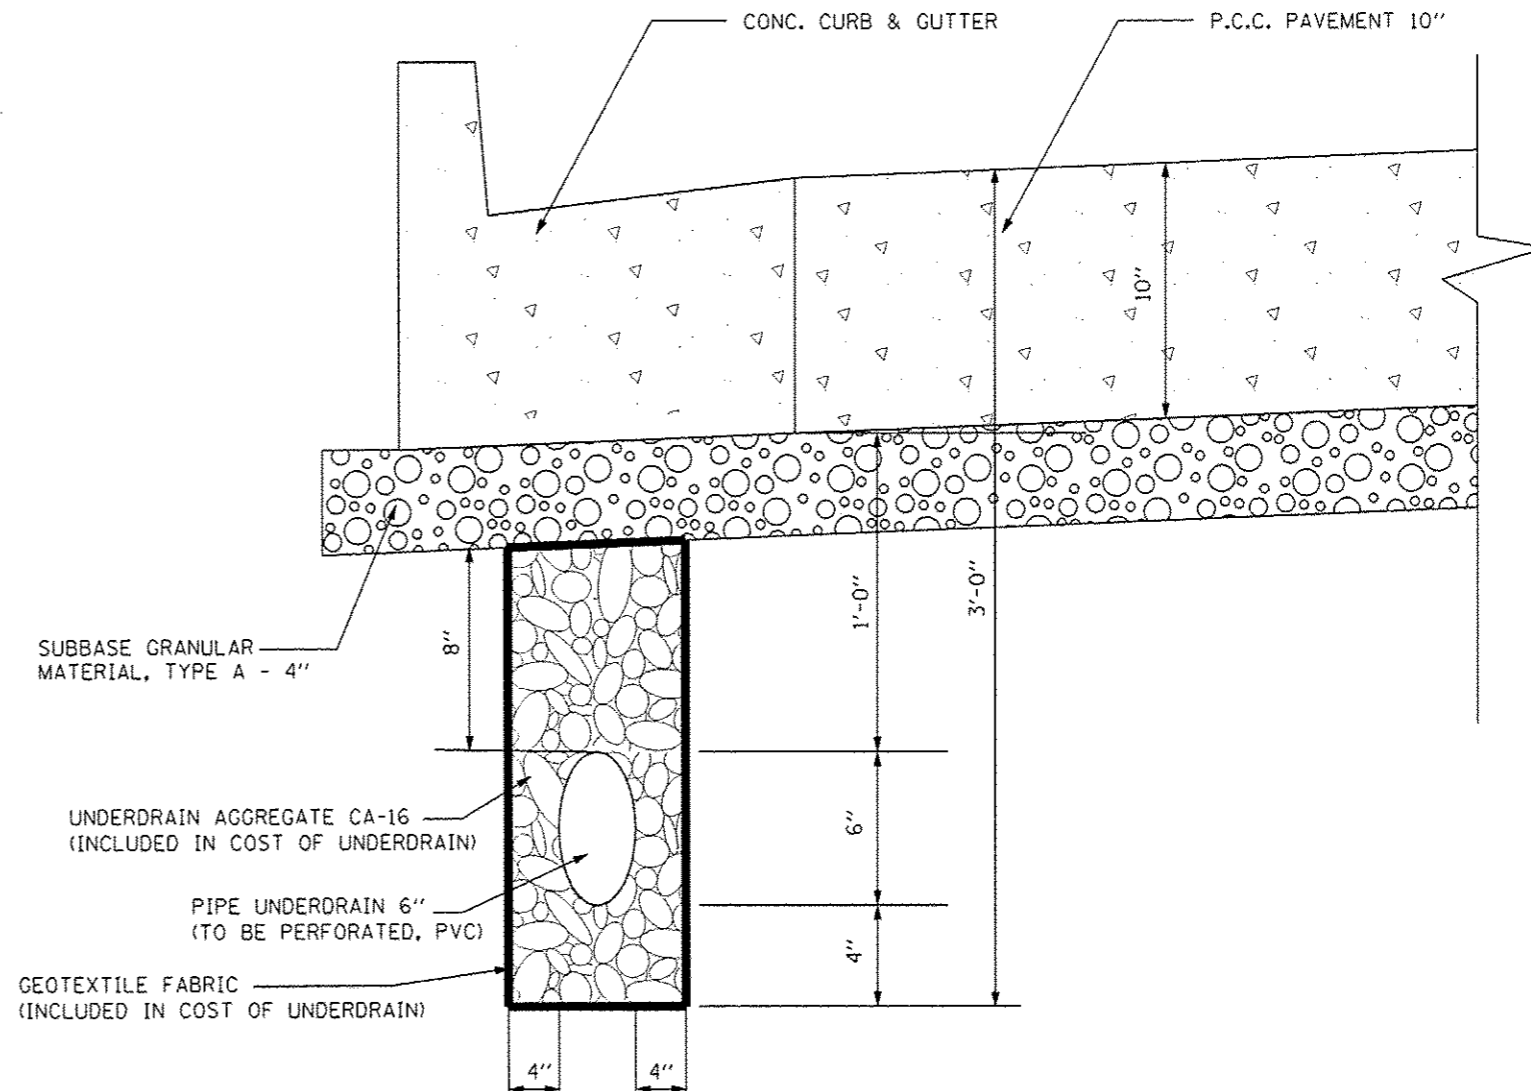 CONC. CURB & GUTTER
P.C.C. PAVEMENT 10"
10"
1'-0"
3'-0"
8"
SUBBASE GRANULAR
MATERIAL, TYPE A - 4"
UNDERDRAIN AGGREGATE CA-16
(INCLUDED IN COST OF UNDERDRAIN)
6"
PIPE UNDERDRAIN 6"
(TO BE PERFORATED, PVC)
4"
GEOTEXTILE FABRIC
(INCLUDED IN COST OF UNDERDRAIN)
4"
4"